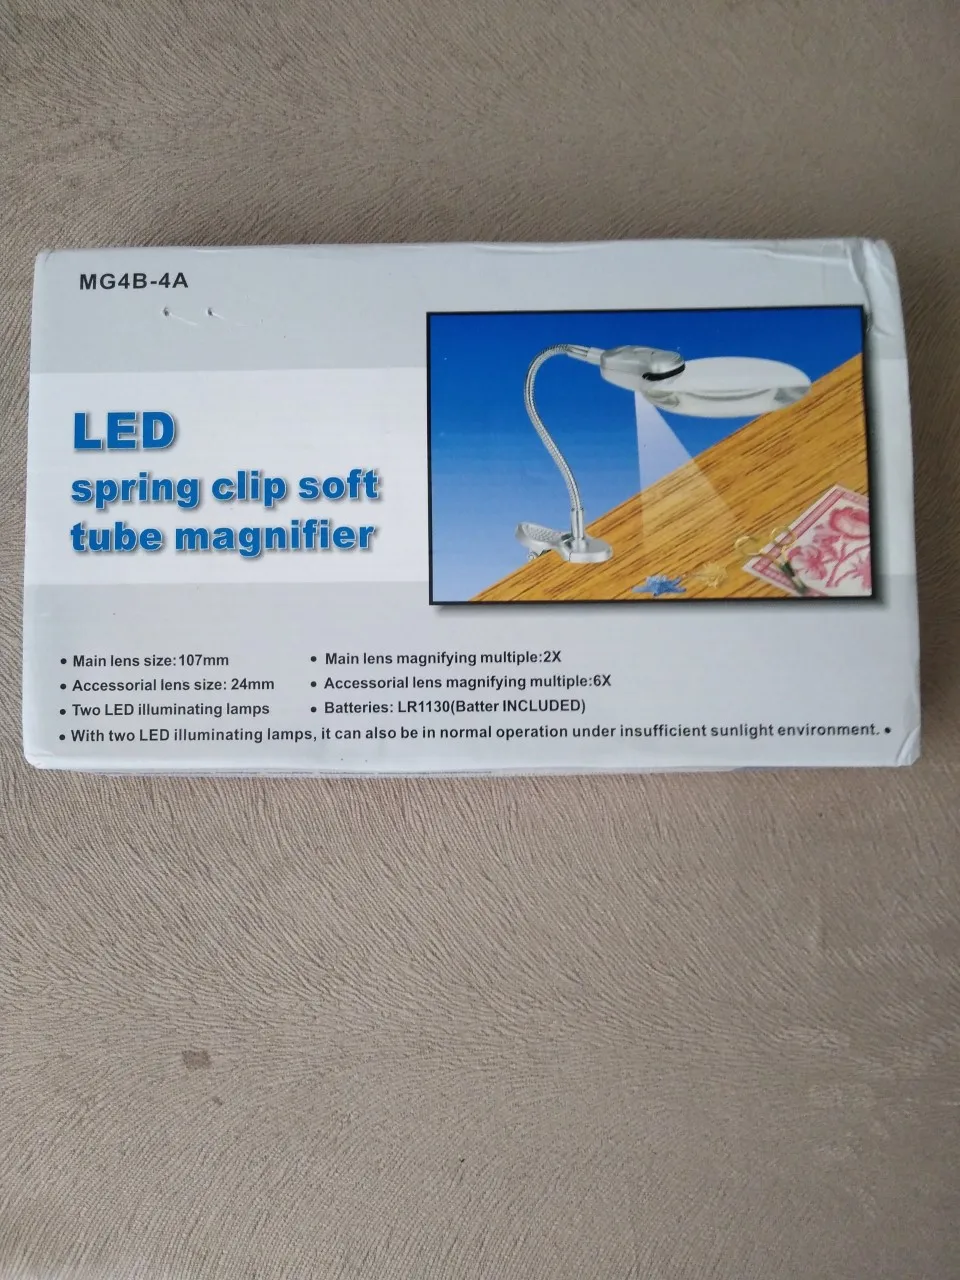 MG4B-4A
LED
spring clip soft
tube magnifier
• Main lens size:107mm
• Accessorial lens size: 24mm
• Two LED illuminating lamps
• Main lens magnifying multiple:2X
• Accessorial lens magnifying multiple:6X
• Batteries: LR1130(Batter INCLUDED)
• With two LED illuminating lamps, it can also be in normal operation under insufficient sunlight environment. •